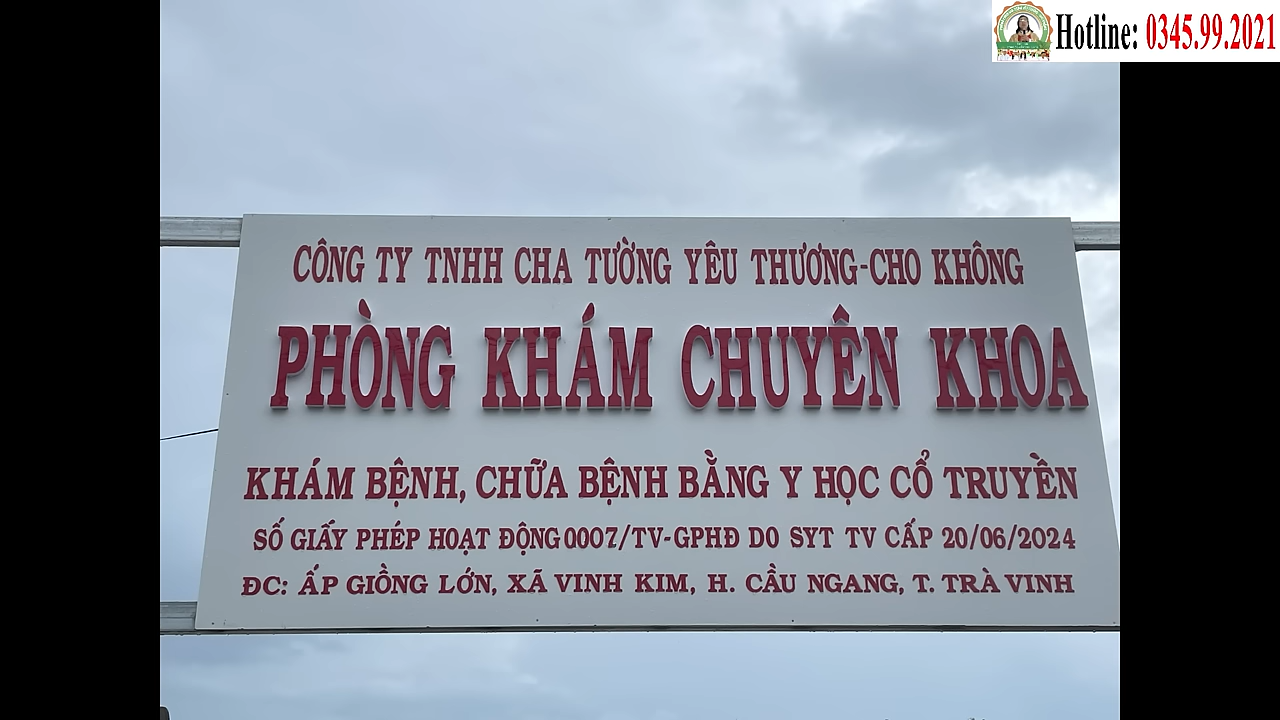 Hotline: 0345.99.2021
CÔNG TY TNHH CHA TƯỜNG YÊU THƯƠNG-CHO KHÔNG
PHÒNG KHÁM CHUYÊN KHOA
KHÁM BỆNH, CHỮA BỆNH BẰNG Y HỌC CỔ TRUYỀN
SỐ GIẤY PHÉP HOẠT ĐỘNG 0007/TV-GPHĐ DO SYT TV CẤP 20/06/2024
ĐC: ẤP GIỒNG LỚN, XÃ VINH KIM, H. CẦU NGANG, T. TRÀ VINH